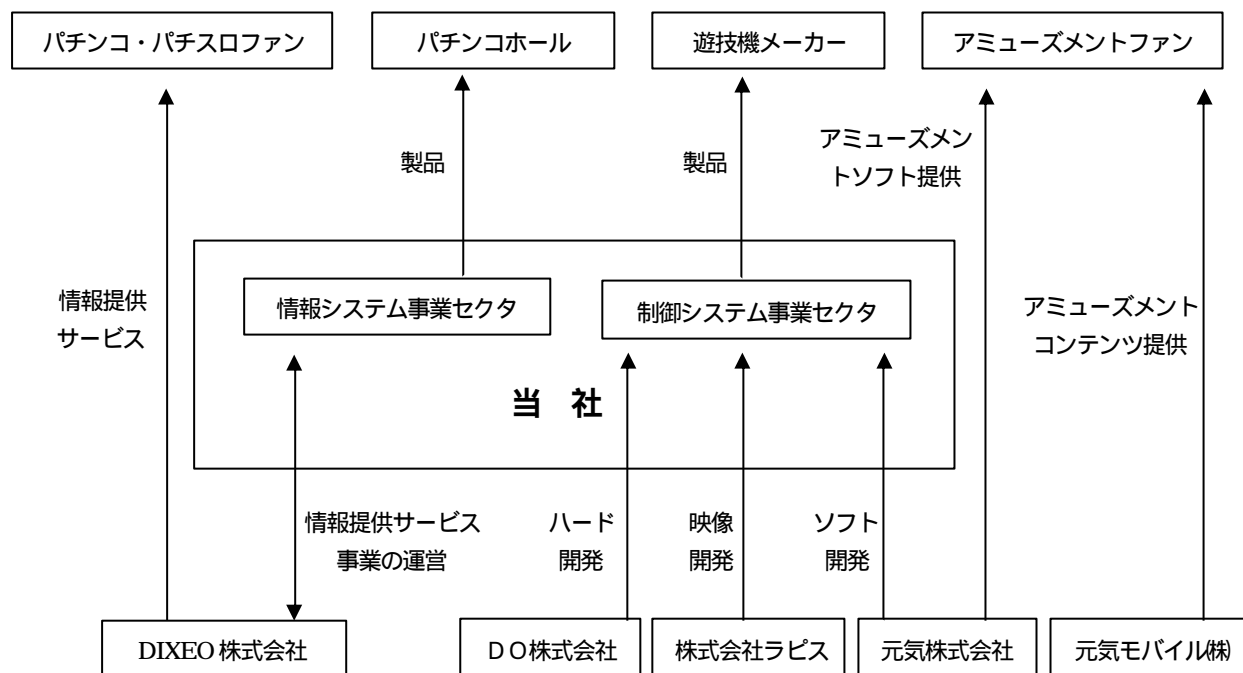 パチンコ・パチスロファン
パチンコホール
遊技機メーカー
アミューズメントファン
製品
製品
アミューズメン
トソフト提供
情報提供
サービス
情報システム事業セクタ
制御システム事業セクタ
アミューズメント
コンテンツ提供
当 社
情報提供サービス
事業の運営
ハード
開発
映像
開発
ソフト
開発
DIXEO 株式会社
DO株式会社
株式会社ラピス
元気株式会社
元気モバイル㈱